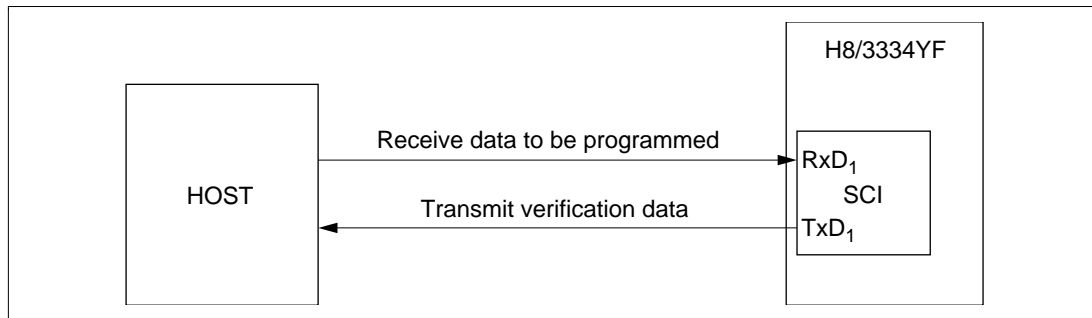 H8/3334YF
Receive data to be programmed
RxD1
HOST
SCI
Transmit verification data
TxD1